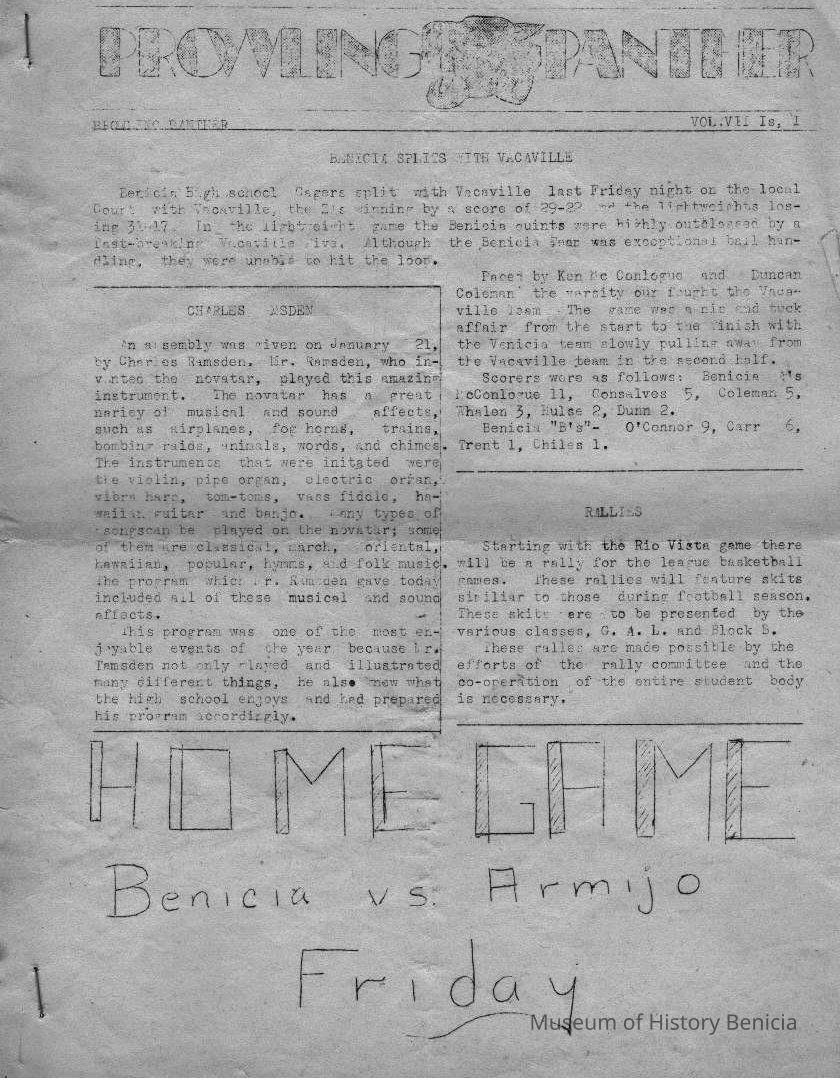 PROWLING PANTHER
PROWLING PANTHER VOL.VII Is, I
BENICIA SPLITS WITH VACAVILLE
Benicia High school Cagers split with Vacaville last Friday night on the local
Court with Vacaville, the winning by a score of 29-22 and the lightweights los-
ing 31-17. In the lightweight game the Benicia quints were highly outclassed by a
fast-breaking Vacaville five. Although the Benicia Team was exceptional ball han-
dling, they were unable to hit the loop.
CHARLES
An assembly was given on January 21,
by Charles Ramsden. Mr. Ramsden, who in-
vented the novatar, played this amazing
instrument. The novatar has a great
nariey of musical and sound affects,
such as airplanes, fog horns, trains,
bombing raids, animals, words, and chimes.
The instruments that were initated were
the violin, pipe organ, electric organ,
vibra harp, tom-toms, vass fiddle, ha-
waiian guitar and banjo. Many types of
songscan be played on the novatar; some
of them are classical, march, oriental,
hawaiian, popular, hymns, and folk music.
The program which Mr. Ramsden gave today
included all of these musical and sound
affects.
This program was one of the most en-
joyable events of the year because Mr.
Tamsden not only played and illustrated
many different things, he also knew what
the high school enjoys and had prepared
his program accordingly.
Paced by Ken Mc Conlogue and Duncan
Coleman the varsity our fought the Vaca-
ville Team. The game was a nic and tuck
affair from the start to the finish with
the Venicia team slowly pulling away from
the Vacaville team in the second half.
Scorers were as follows: Benicia
McConlogue 11, Consalves 5, Coleman 5,
Whalen 3, Hulse 2, Dunn 2.
Benicia "B's"- O'Connor 9, Carr 6,
Trent 1, Chiles 1.
RALLIES
Starting with the Rio Vista game there
will be a rally for the league basketball
games. These rallies will feature skits
similiar to those during football season.
These skits are to be presented by the
various classes, G. A. L. and Block B.
These ralles are made possible by the
efforts of the rally committee and the
co-operation of the entire student body
is necessary.
HOME GAME
Benicia vs. Armijo
Friday
Museum of History Benicia